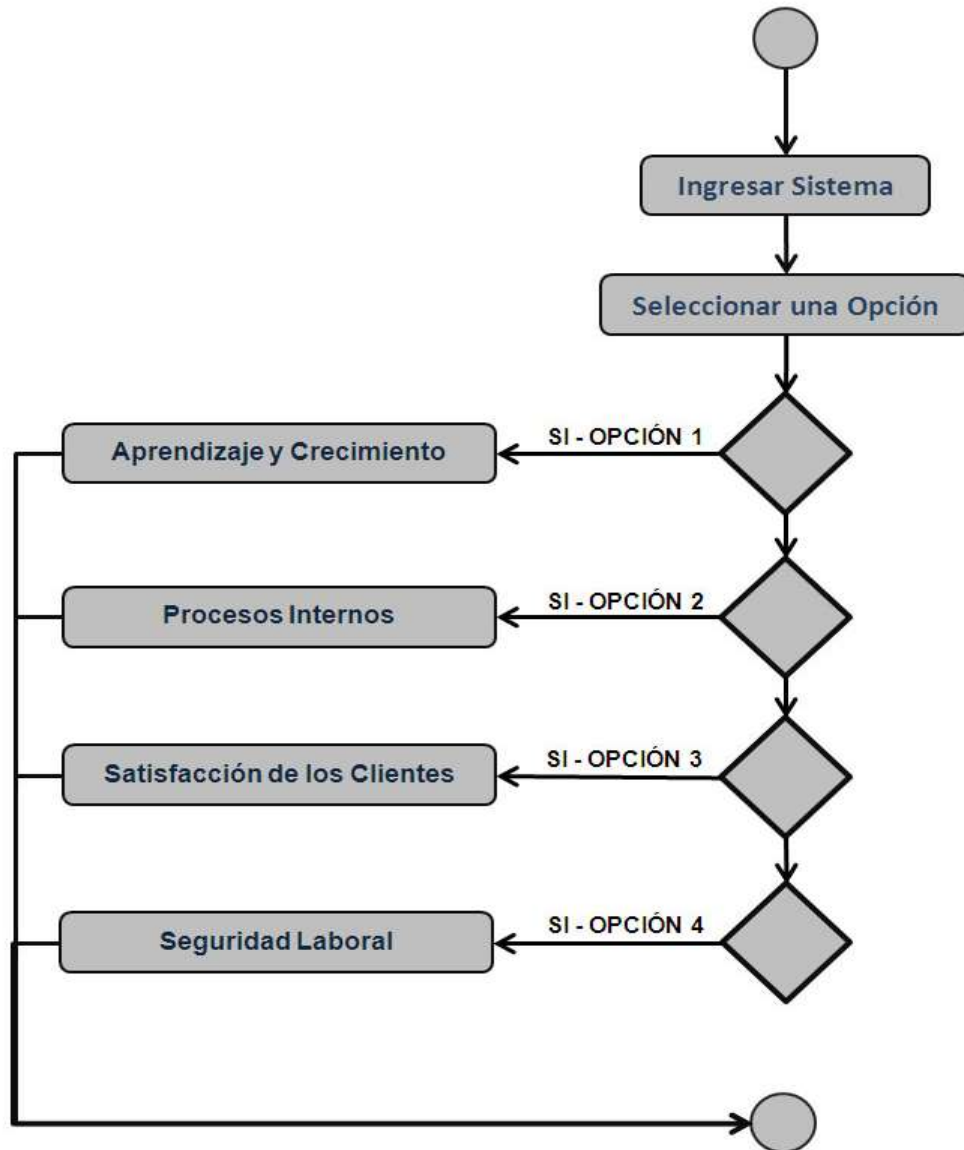 Ingresar Sistema
Seleccionar una Opción
SI - OPCIÓN 1
Aprendizaje y Crecimiento
SI - OPCIÓN 2
Procesos Internos
SI - OPCIÓN 3
Satisfacción de los Clientes
SI - OPCIÓN 4
Seguridad Laboral